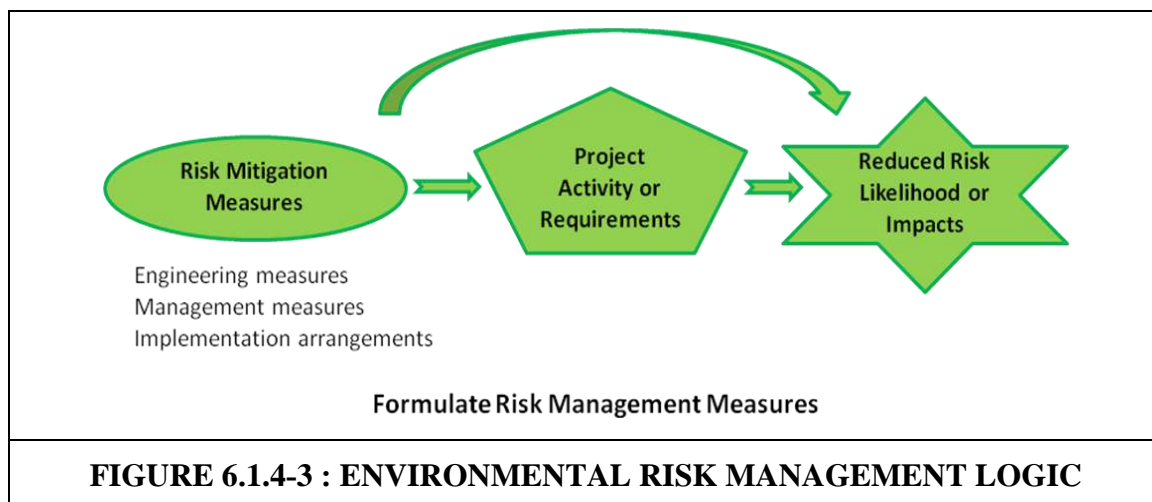 Risk Mitigation
Measures
Project
Activity or
Requirements
Reduced Risk
Likelihood or
Impacts
Engineering measures
Management measures
Implementation arrangements
Formulate Risk Management Measures
FIGURE 6.1.4-3 : ENVIRONMENTAL RISK MANAGEMENT LOGIC